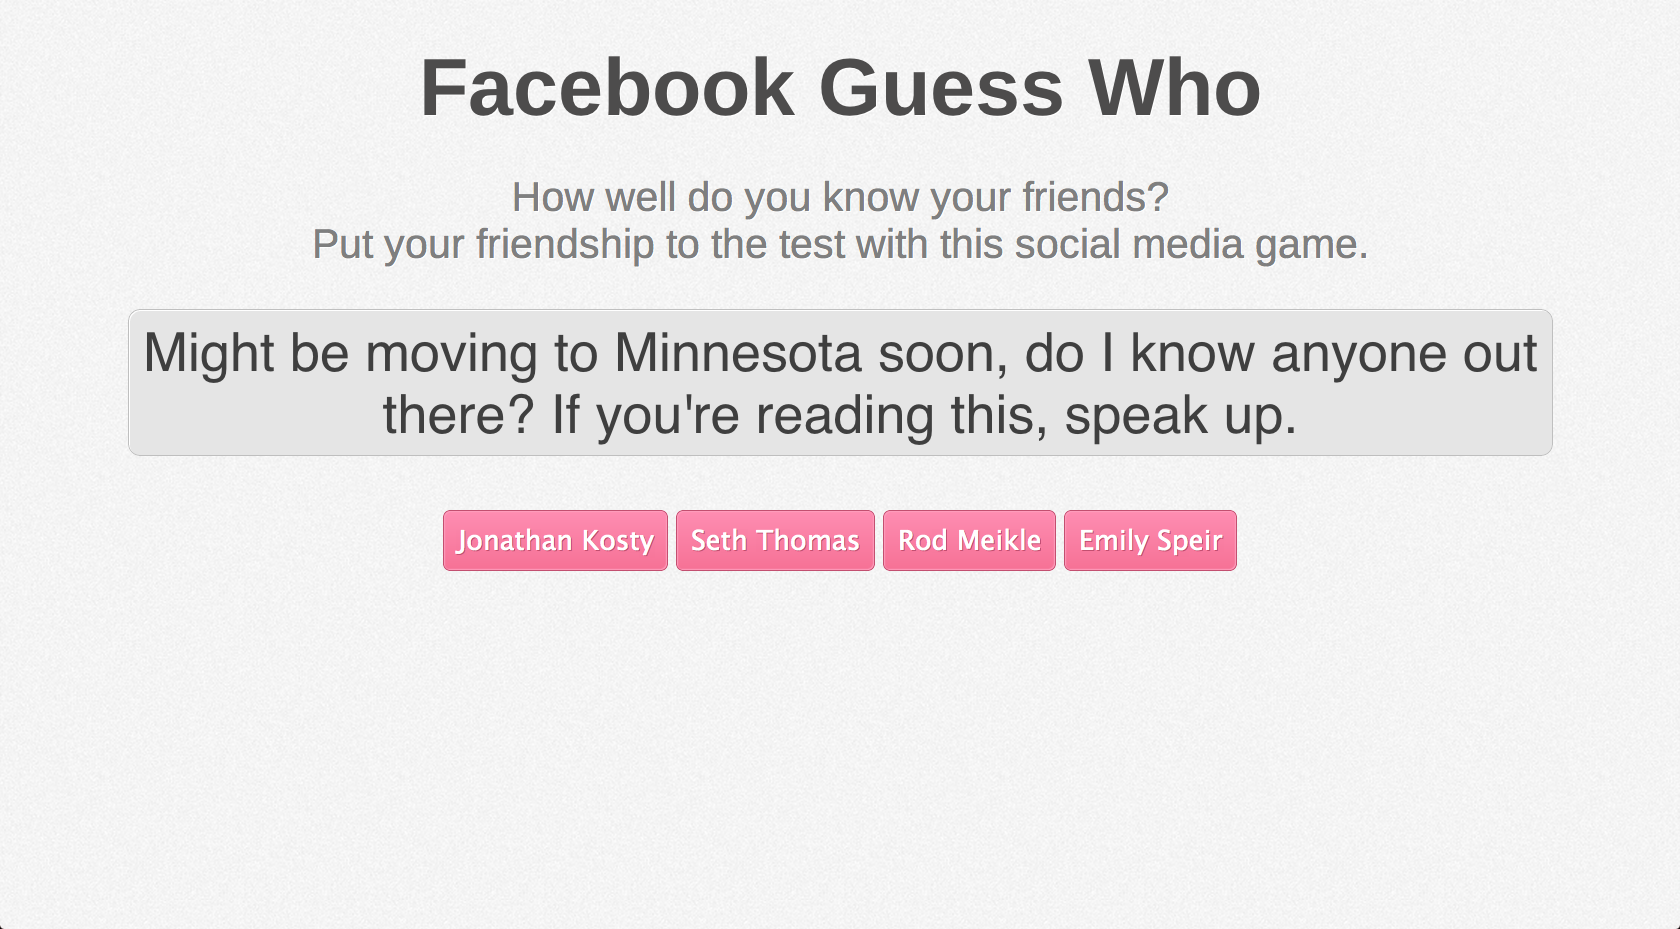 Facebook Guess Who
How well do you know your friends?
Put your friendship to the test with this social media game.
Might be moving to Minnesota soon, do I know anyone out
there? If you're reading this, speak up.
Jonathan Kosty Seth Thomas Rod Meikle Emily Speir